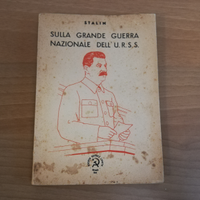 STALIN
SULLA GRANDE GUERRA
NAZIONALE DELL'U.R.S.S.